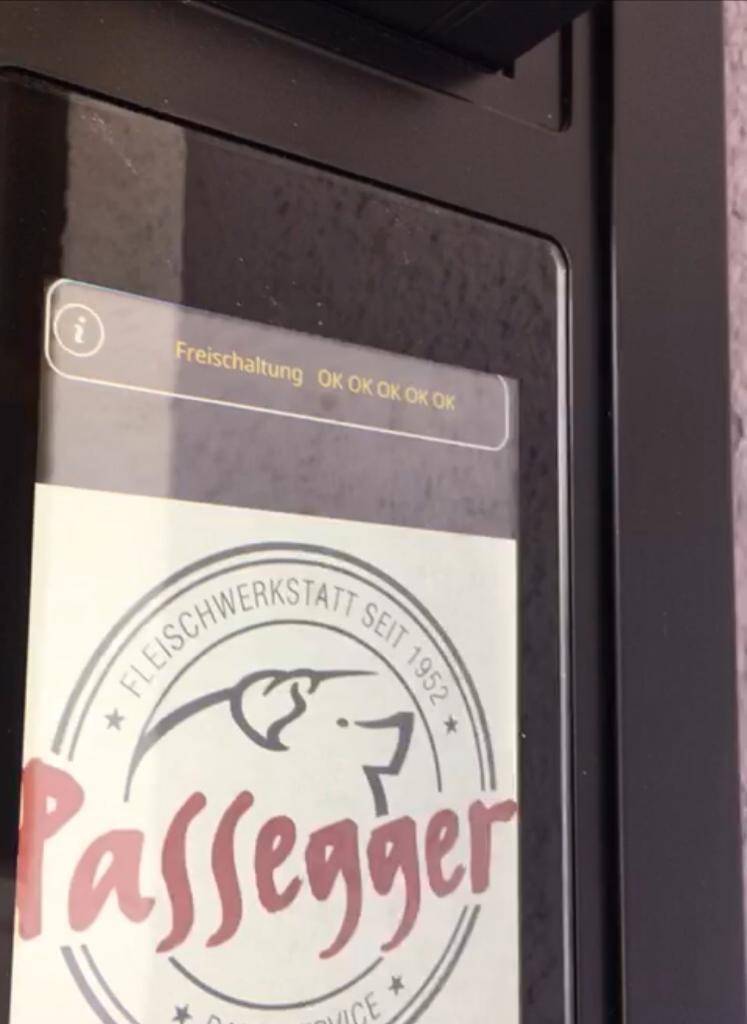 i
Freischaltung OK OK OK OK OK
★ FLEISCHWERKSTATT SEIT 1952 ★
Passegger